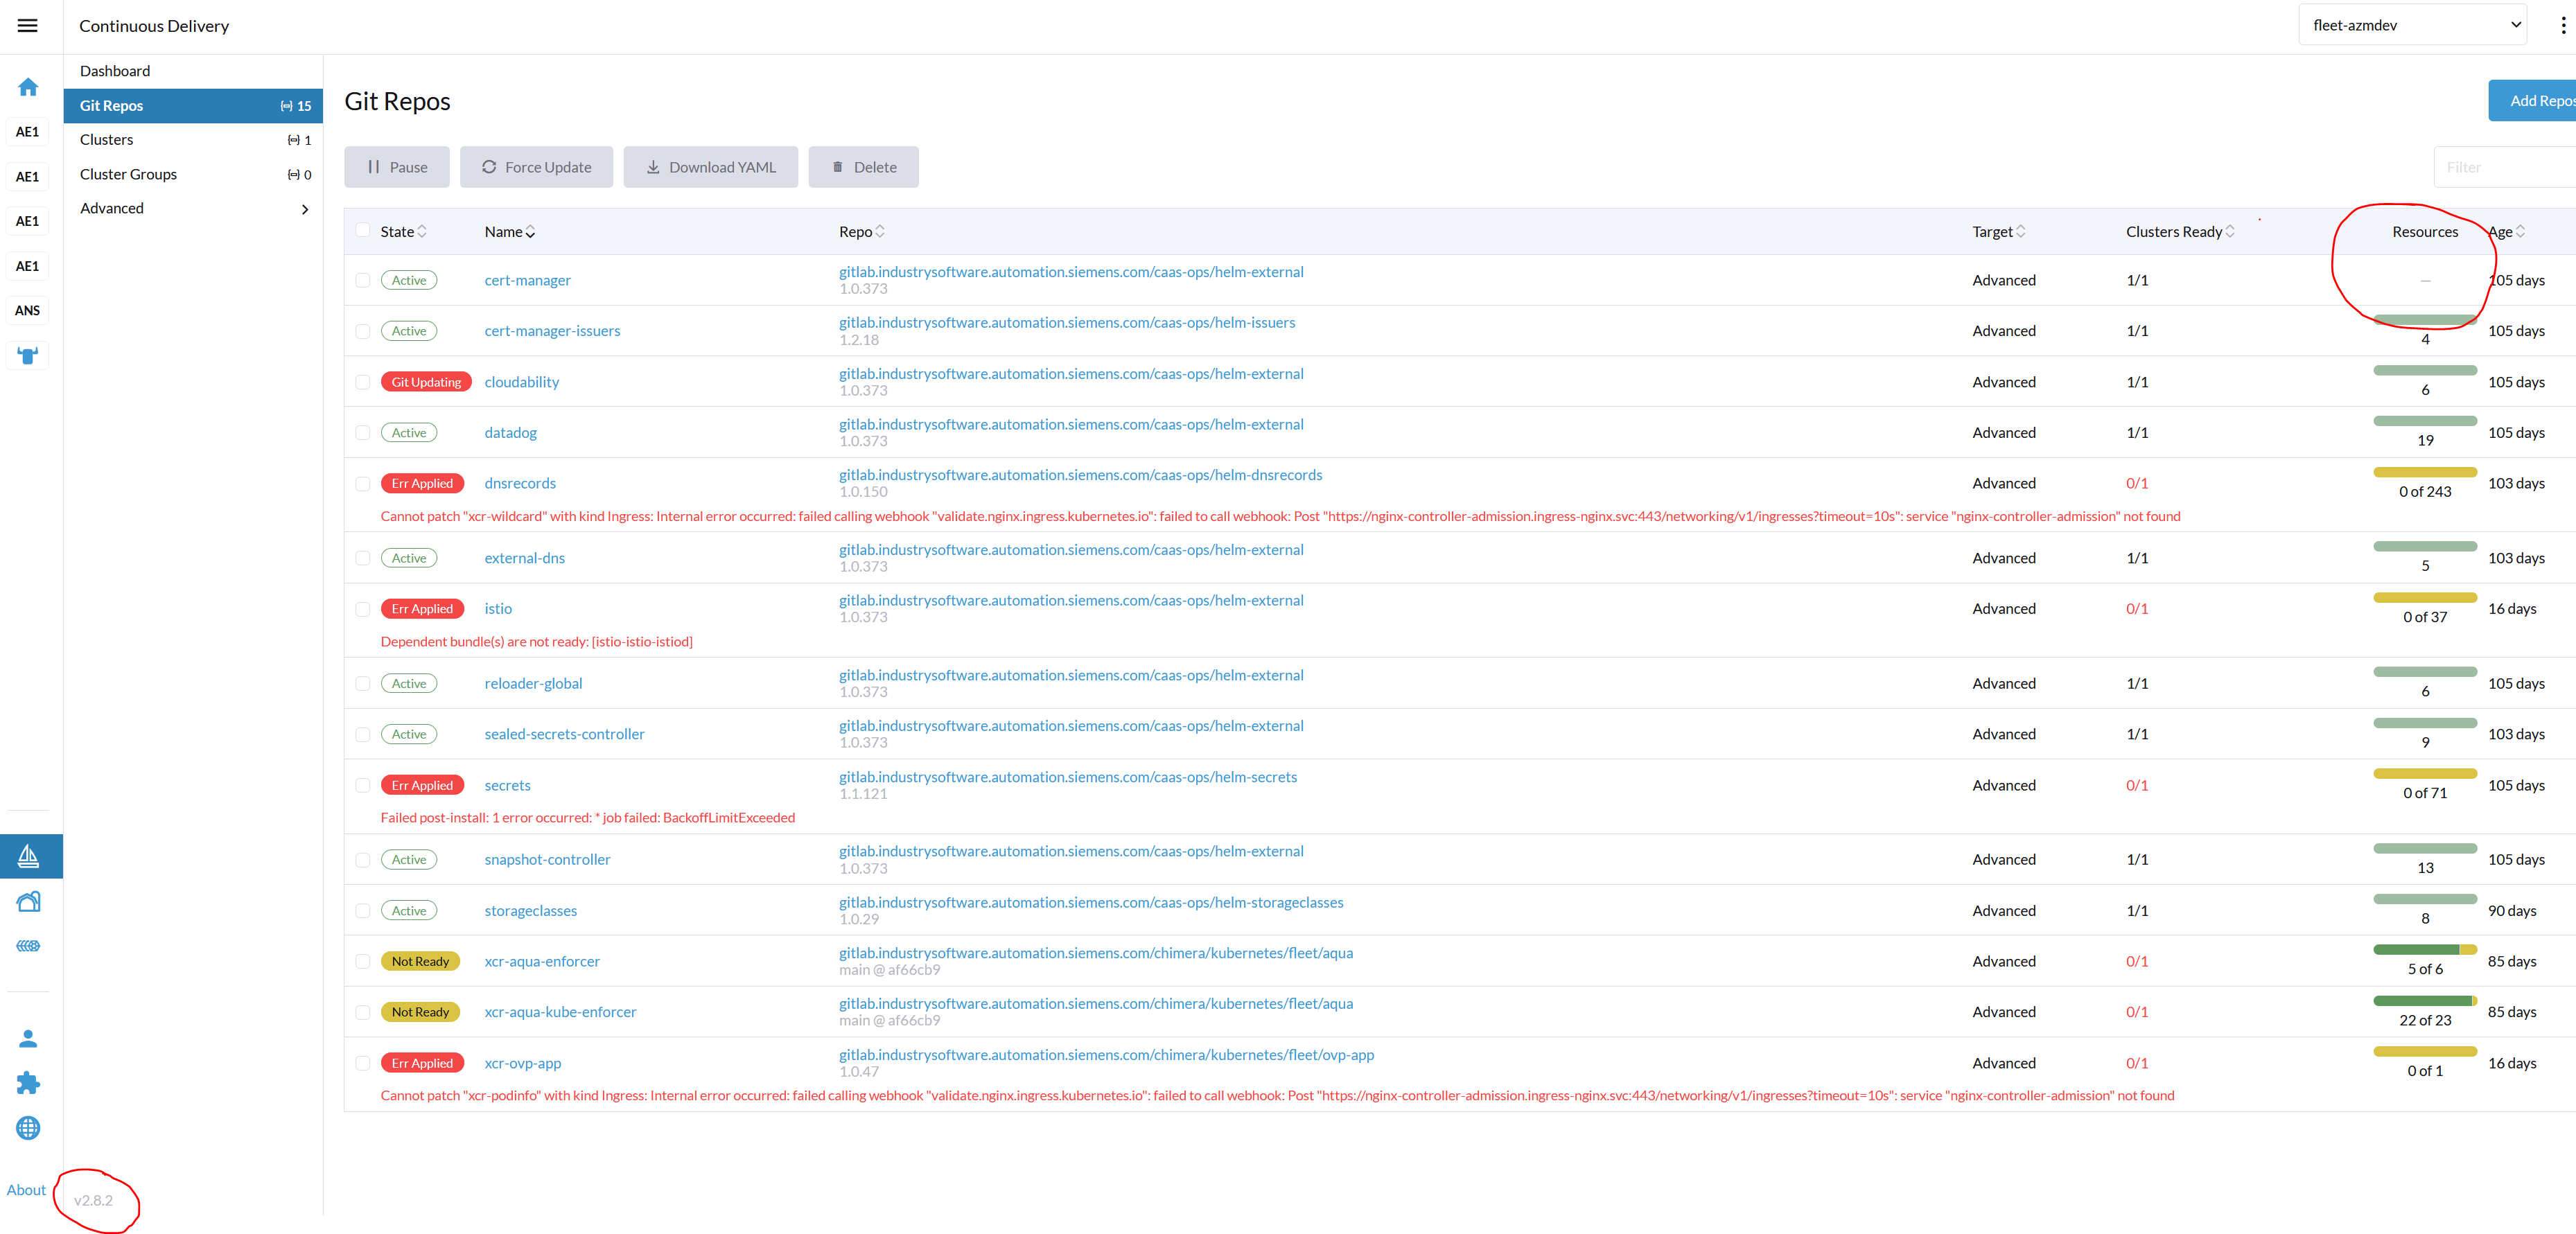 Continuous Delivery
fleet-azmdev
Dashboard
Git Repos 15
Clusters 1
Cluster Groups 0
Advanced
AE1
AE1
AE1
AE1
ANS
About
v2.8.2
Git Repos
Add Repos
Pause
Force Update
Download YAML
Delete
Filter
State Name Repo Target Clusters Ready Resources Age
Active cert-manager gitlab.industrysoftware.automation.siemens.com/caas-ops/helm-external Advanced 1/1 — 105 days
1.0.373
Active cert-manager-issuers gitlab.industrysoftware.automation.siemens.com/caas-ops/helm-issuers Advanced 1/1 4 105 days
1.2.18
Git Updating cloudability gitlab.industrysoftware.automation.siemens.com/caas-ops/helm-external Advanced 1/1 6 105 days
1.0.373
Active datadog gitlab.industrysoftware.automation.siemens.com/caas-ops/helm-external Advanced 1/1 19 105 days
1.0.373
Err Applied dnsrecords gitlab.industrysoftware.automation.siemens.com/caas-ops/helm-dnsrecords Advanced 0/1 0 of 243 103 days
1.0.150
Cannot patch "xcr-wildcard" with kind Ingress: Internal error occurred: failed calling webhook "validate.nginx.ingress.kubernetes.io": failed to call webhook: Post "https://nginx-controller-admission.ingress-nginx.svc:443/networking/v1/ingresses?timeout=10s": service "nginx-controller-admission" not found
Active external-dns gitlab.industrysoftware.automation.siemens.com/caas-ops/helm-external Advanced 1/1 5 103 days
1.0.373
Err Applied istio gitlab.industrysoftware.automation.siemens.com/caas-ops/helm-external Advanced 0/1 0 of 37 16 days
1.0.373
Dependent bundle(s) are not ready: [istio-istio-istiod]
Active reloader-global gitlab.industrysoftware.automation.siemens.com/caas-ops/helm-external Advanced 1/1 6 105 days
1.0.373
Active sealed-secrets-controller gitlab.industrysoftware.automation.siemens.com/caas-ops/helm-external Advanced 1/1 9 103 days
1.0.373
Err Applied secrets gitlab.industrysoftware.automation.siemens.com/caas-ops/helm-secrets Advanced 0/1 0 of 71 105 days
1.1.121
Failed post-install: 1 error occurred: * job failed: BackoffLimitExceeded
Active snapshot-controller gitlab.industrysoftware.automation.siemens.com/caas-ops/helm-external Advanced 1/1 13 105 days
1.0.373
Active storageclasses gitlab.industrysoftware.automation.siemens.com/caas-ops/helm-storageclasses Advanced 1/1 8 90 days
1.0.29
Not Ready xcr-aqua-enforcer gitlab.industrysoftware.automation.siemens.com/chimera/kubernetes/fleet/aqua Advanced 0/1 5 of 6 85 days
main @ af66cb9
Not Ready xcr-aqua-kube-enforcer gitlab.industrysoftware.automation.siemens.com/chimera/kubernetes/fleet/aqua Advanced 0/1 22 of 23 85 days
main @ af66cb9
Err Applied xcr-ovp-app gitlab.industrysoftware.automation.siemens.com/chimera/kubernetes/fleet/ovp-app Advanced 0/1 0 of 1 16 days
1.0.47
Cannot patch "xcr-podinfo" with kind Ingress: Internal error occurred: failed calling webhook "validate.nginx.ingress.kubernetes.io": failed to call webhook: Post "https://nginx-controller-admission.ingress-nginx.svc:443/networking/v1/ingresses?timeout=10s": service "nginx-controller-admission" not found